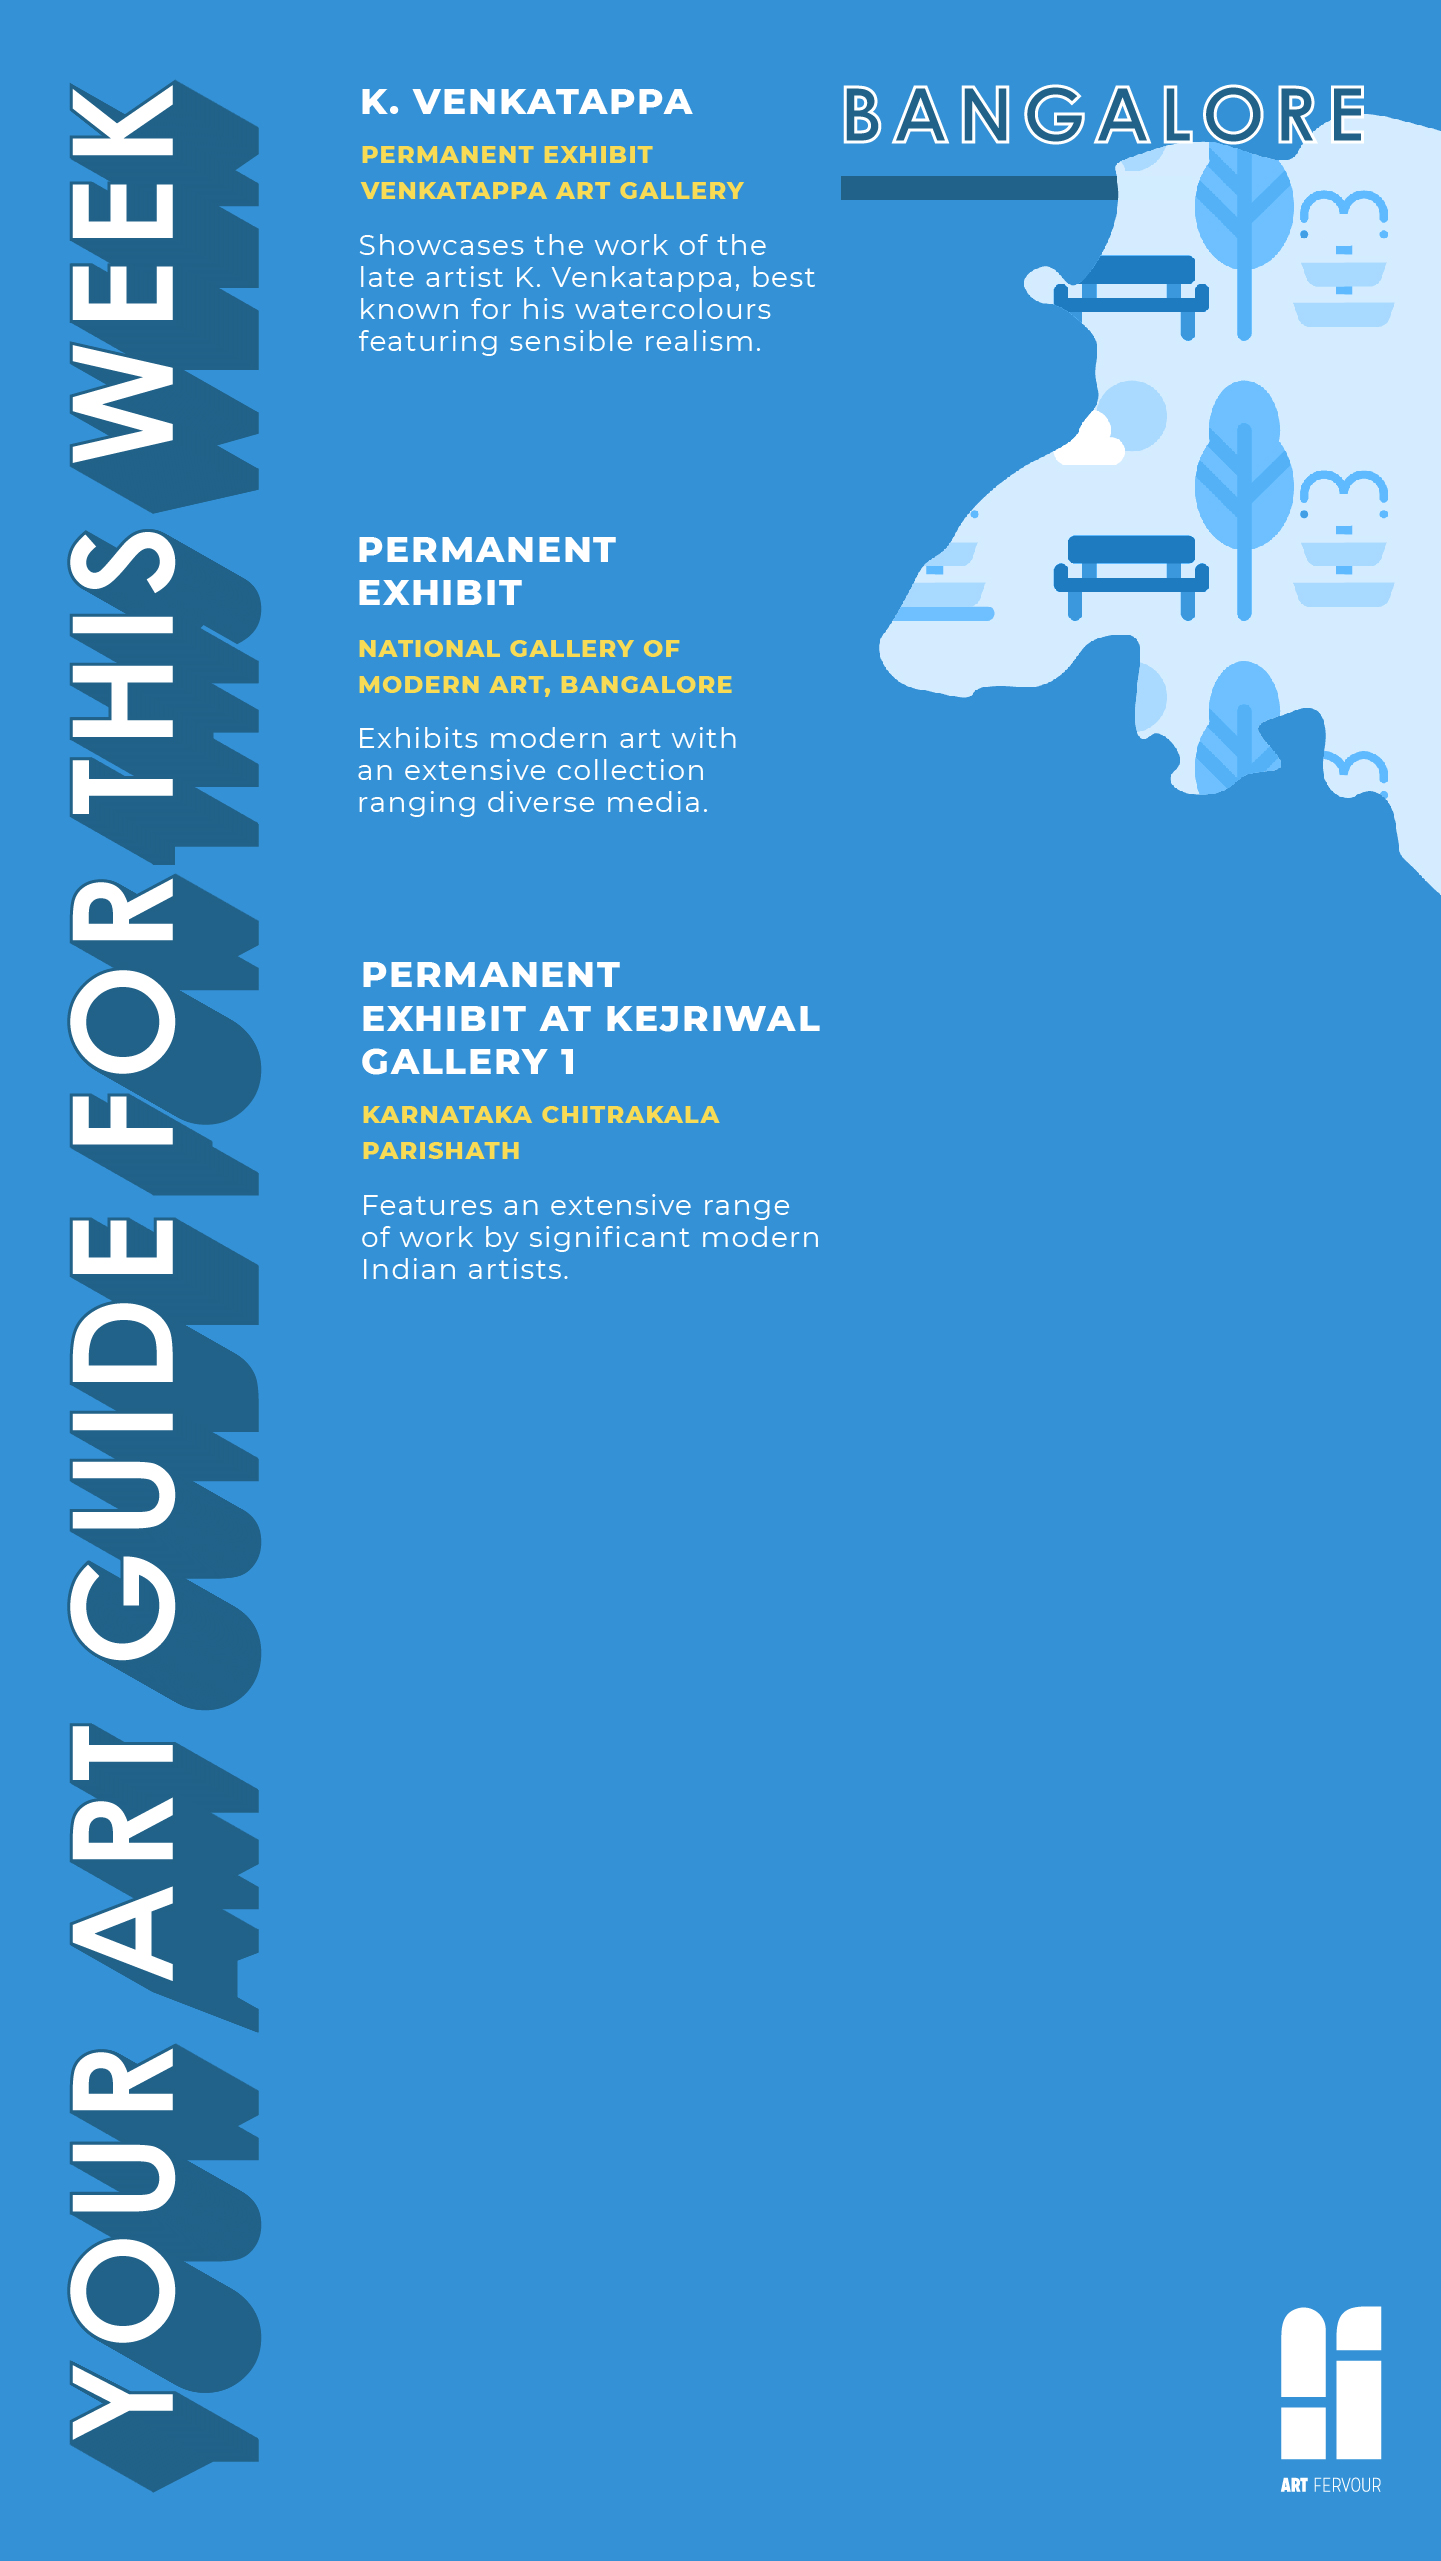 YOUR ART GUIDE FOR THIS WEEK
BANGALORE
K. VENKATAPPA
PERMANENT EXHIBIT
VENKATAPPA ART GALLERY
Showcases the work of the
late artist K. Venkatappa, best
known for his watercolours
featuring sensible realism.
PERMANENT
EXHIBIT
NATIONAL GALLERY OF
MODERN ART, BANGALORE
Exhibits modern art with
an extensive collection
ranging diverse media.
PERMANENT
EXHIBIT AT KEJRIWAL
GALLERY 1
KARNATAKA CHITRAKALA
PARISHATH
Features an extensive range
of work by significant modern
Indian artists.
ART FERVOUR